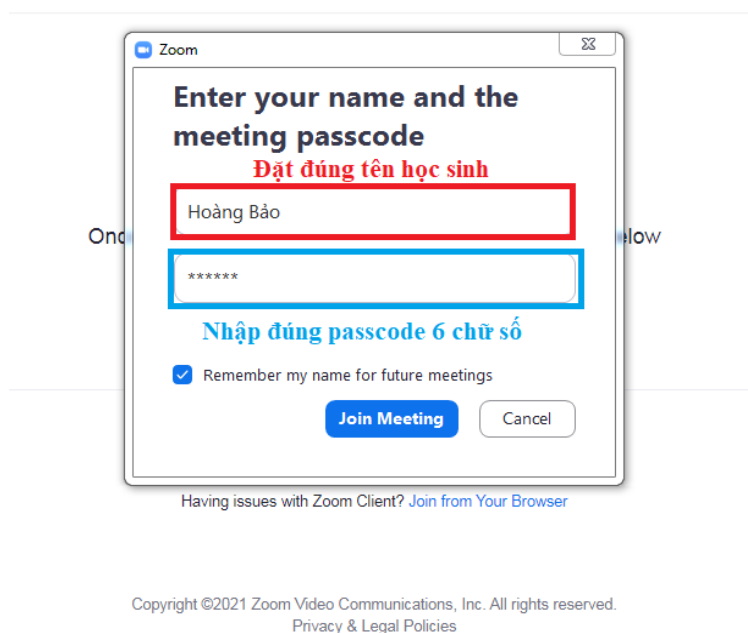 Zoom
Enter your name and the
meeting passcode
Đặt đúng tên học sinh
Hoàng Bảo
******
Nhập đúng passcode 6 chữ số
Remember my name for future meetings
Join Meeting Cancel
Having issues with Zoom Client? Join from Your Browser
Copyright ©2021 Zoom Video Communications, Inc. All rights reserved.
Privacy & Legal Policies